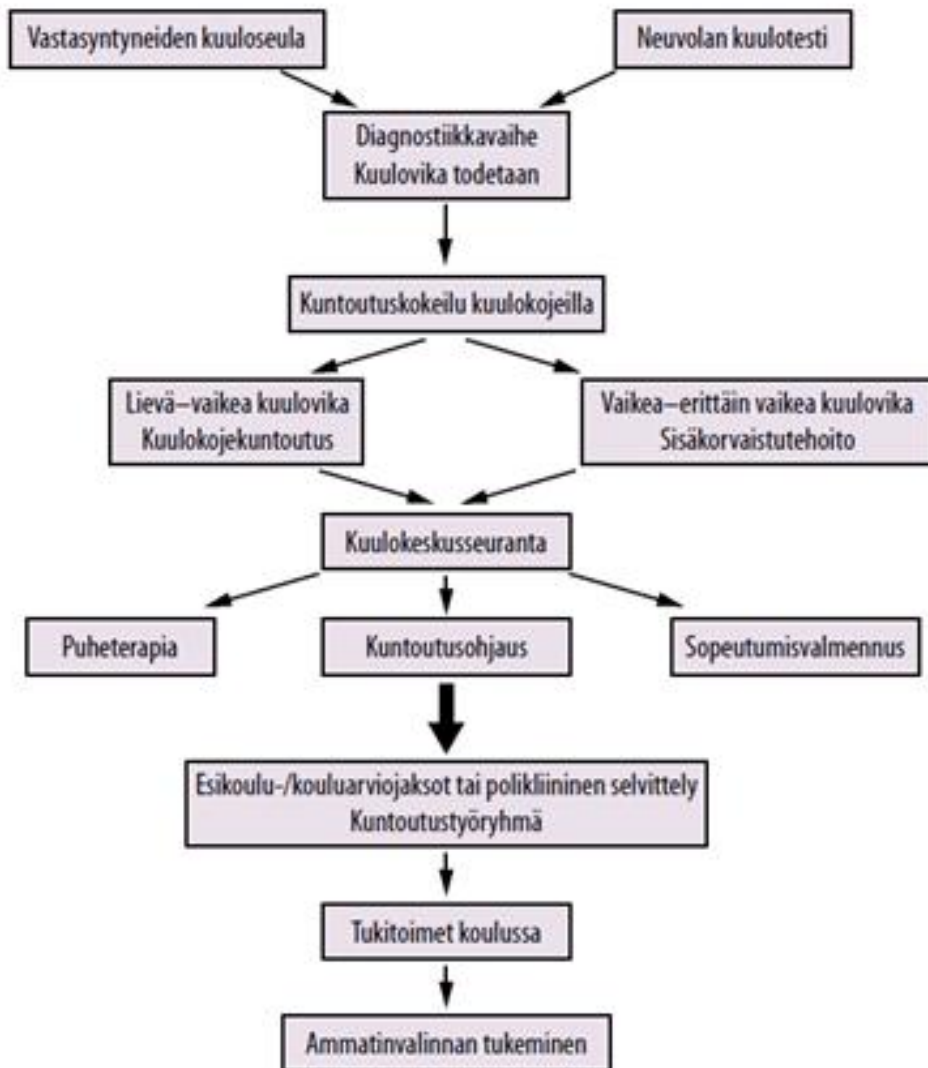 Vastasyntyneiden kuuloseula
Neuvolan kuulotesti
Diagnostiikkavaihe
Kuulovika todetaan
Kuntoutuskokeilu kuulokojeilla
Lievä–vaikea kuulovika
Kuulokojekuntoutus
Vaikea–erittäin vaikea kuulovika
Sisäkorvaistutehoito
Kuulokeskusseuranta
Puheterapia
Kuntoutusohjaus
Sopeutumisvalmennus
Esikoulu-/kouluarviojaksot tai polikliininen selvittely
Kuntoutustyöryhmä
Tukitoimet koulussa
Ammatinvalinnan tukeminen